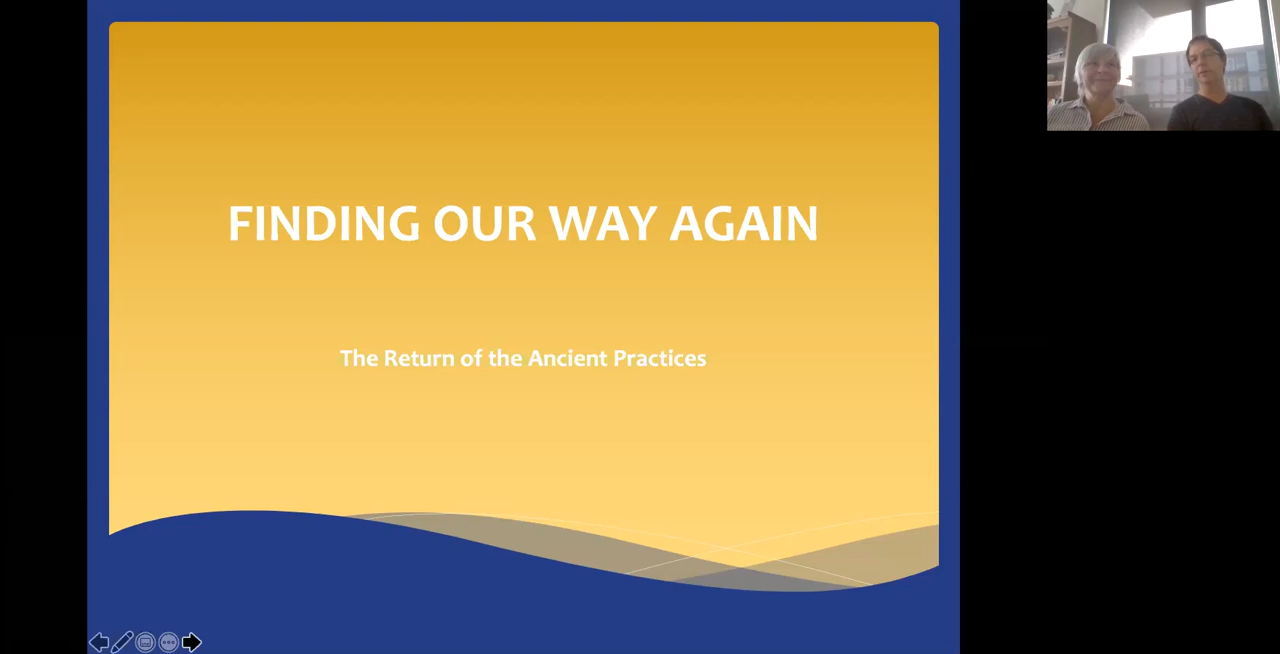 FINDING OUR WAY AGAIN
The Return of the Ancient Practices